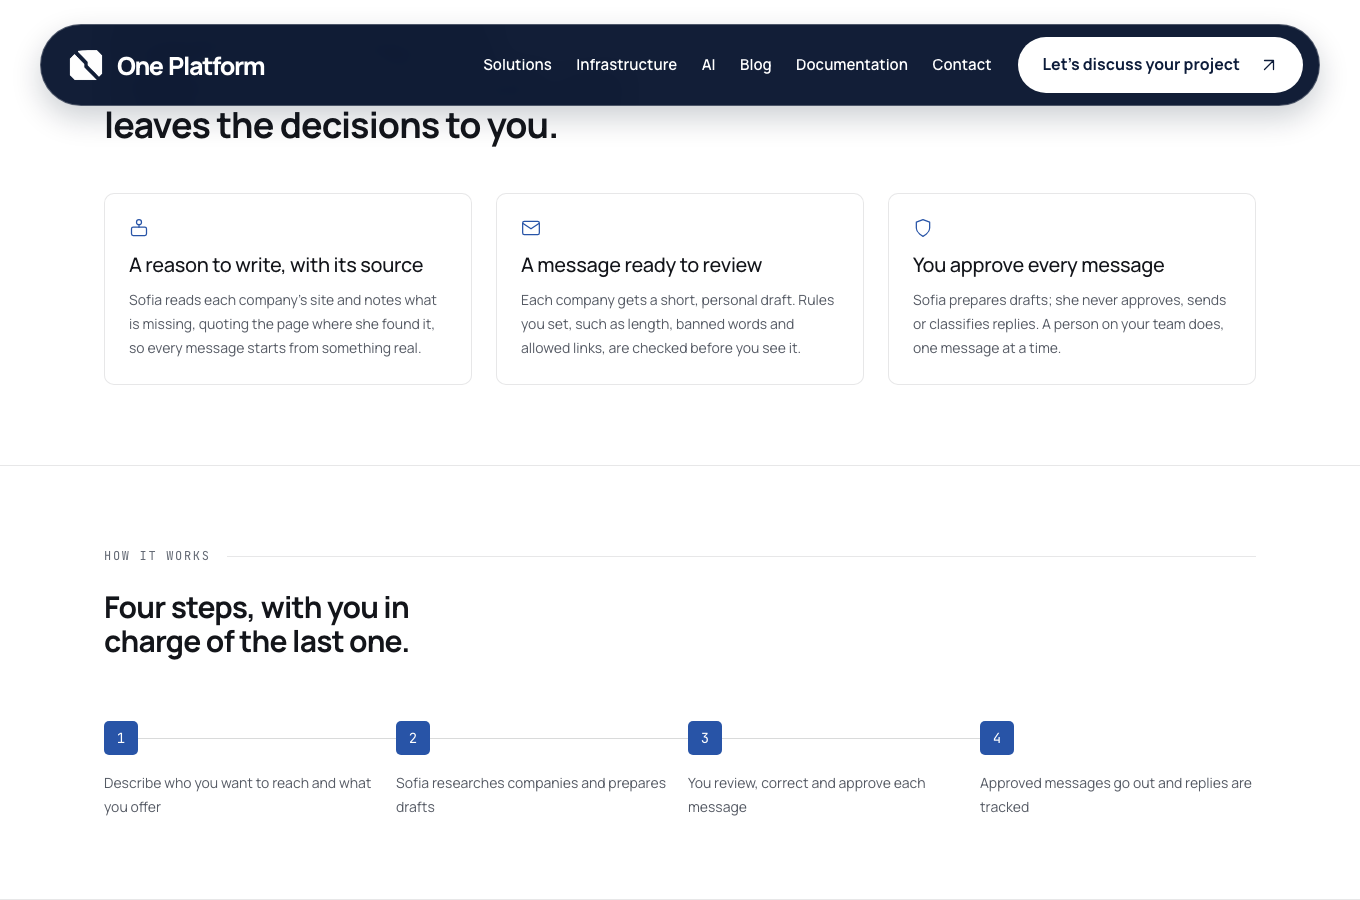 One Platform
Solutions
Infrastructure
AI
Blog
Documentation
Contact
Let's discuss your project
leaves the decisions to you.
A reason to write, with its source
Sofia reads each company's site and notes what
is missing, quoting the page where she found it,
so every message starts from something real.
A message ready to review
Each company gets a short, personal draft. Rules
you set, such as length, banned words and
allowed links, are checked before you see it.
You approve every message
Sofia prepares drafts; she never approves, sends
or classifies replies. A person on your team does,
one message at a time.
HOW IT WORKS
Four steps, with you in
charge of the last one.
1
Describe who you want to reach and what
you offer
2
Sofia researches companies and prepares
drafts
3
You review, correct and approve each
message
4
Approved messages go out and replies are
tracked